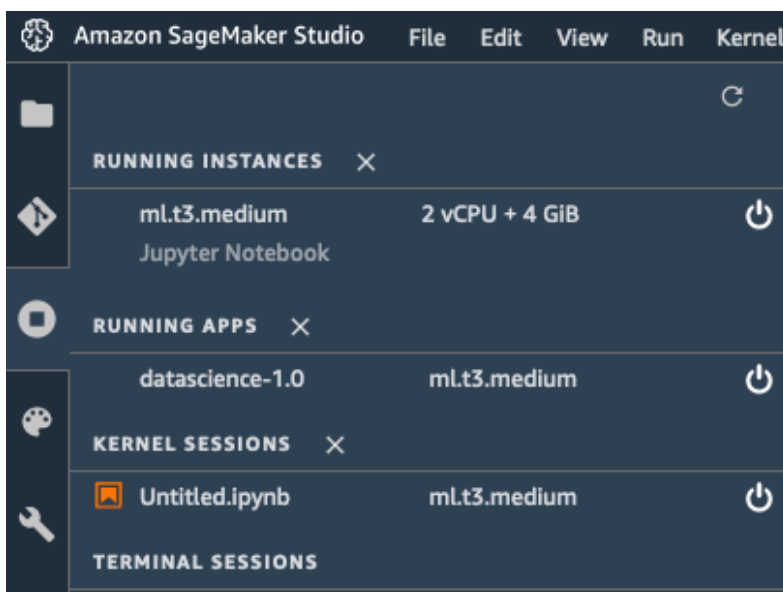 Amazon SageMaker Studio File Edit View Run Kernel
RUNNING INSTANCES
ml.t3.medium 2 vCPU + 4 GiB
Jupyter Notebook
RUNNING APPS
datascience-1.0 ml.t3.medium
KERNEL SESSIONS
Untitled.ipynb ml.t3.medium
TERMINAL SESSIONS